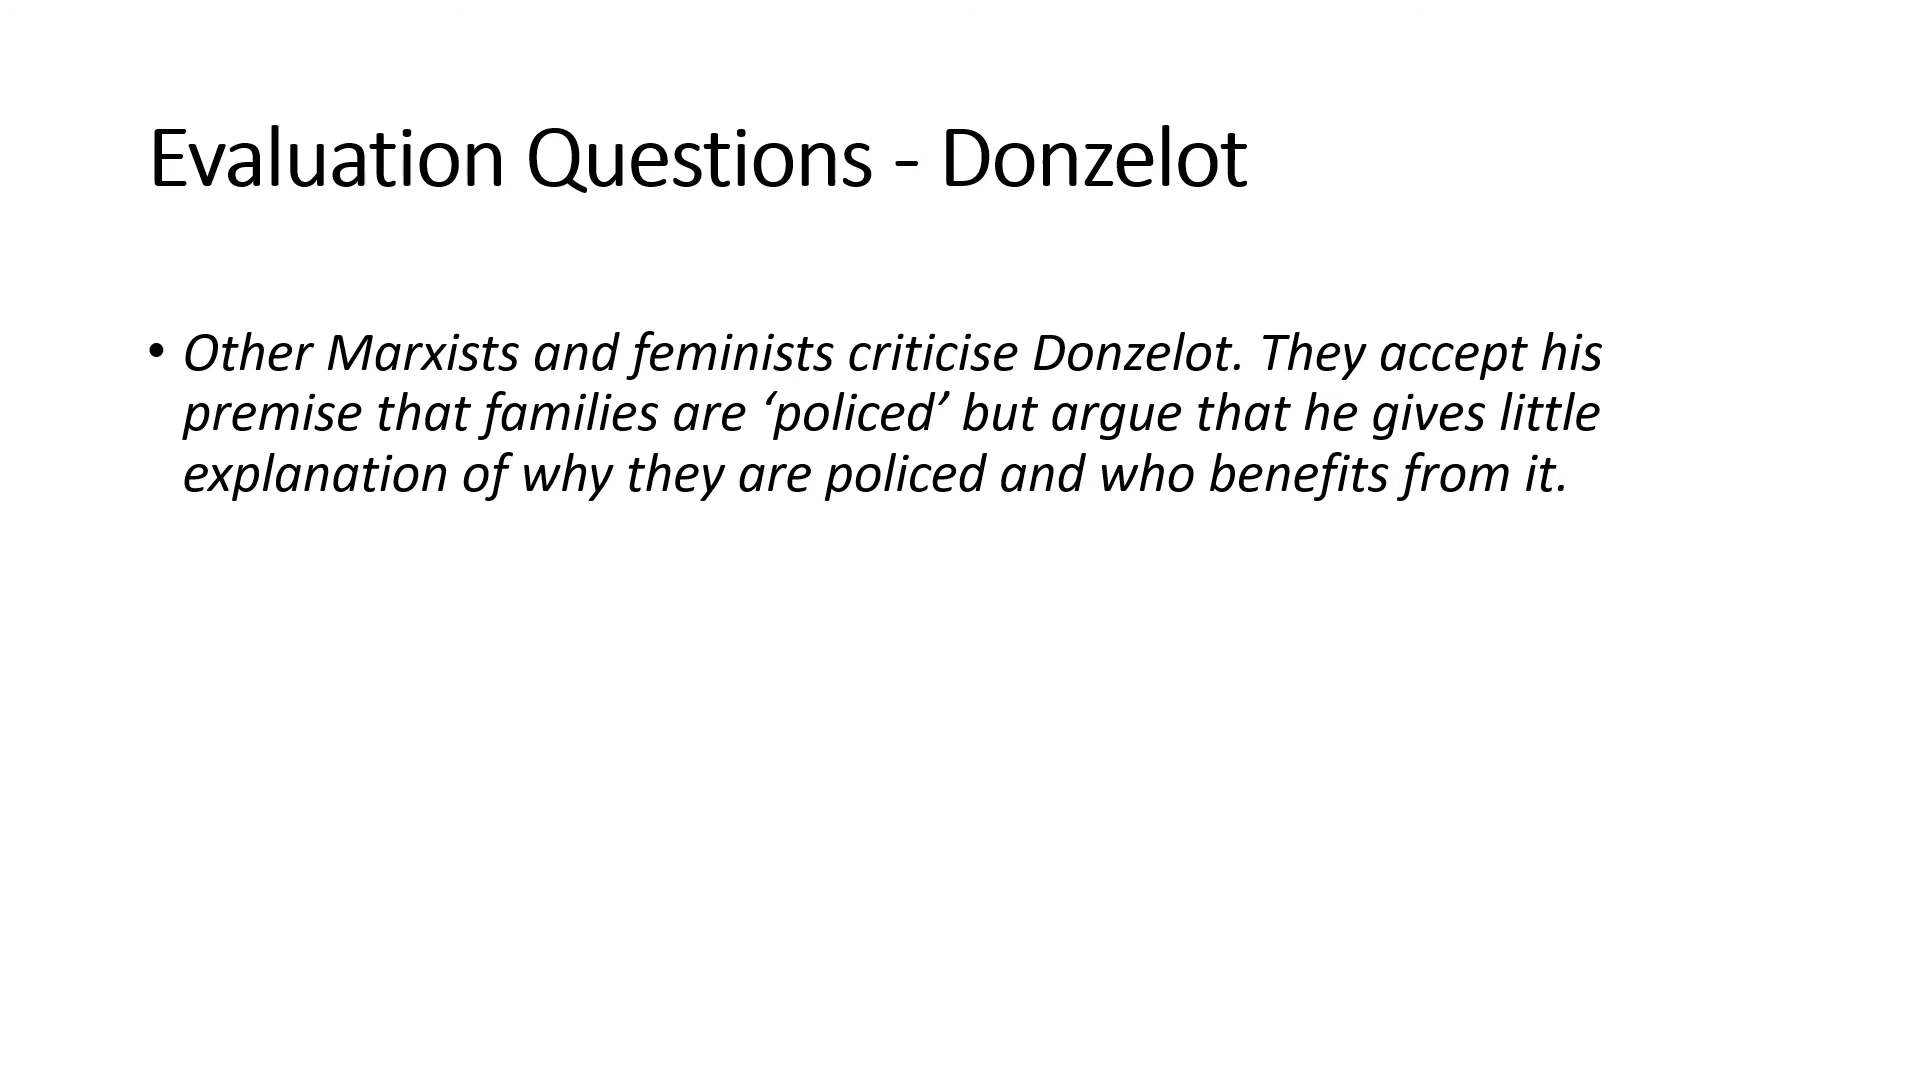 Evaluation Questions - Donzelot
• Other Marxists and feminists criticise Donzelot. They accept his
premise that families are ‘policed’ but argue that he gives little
explanation of why they are policed and who benefits from it.